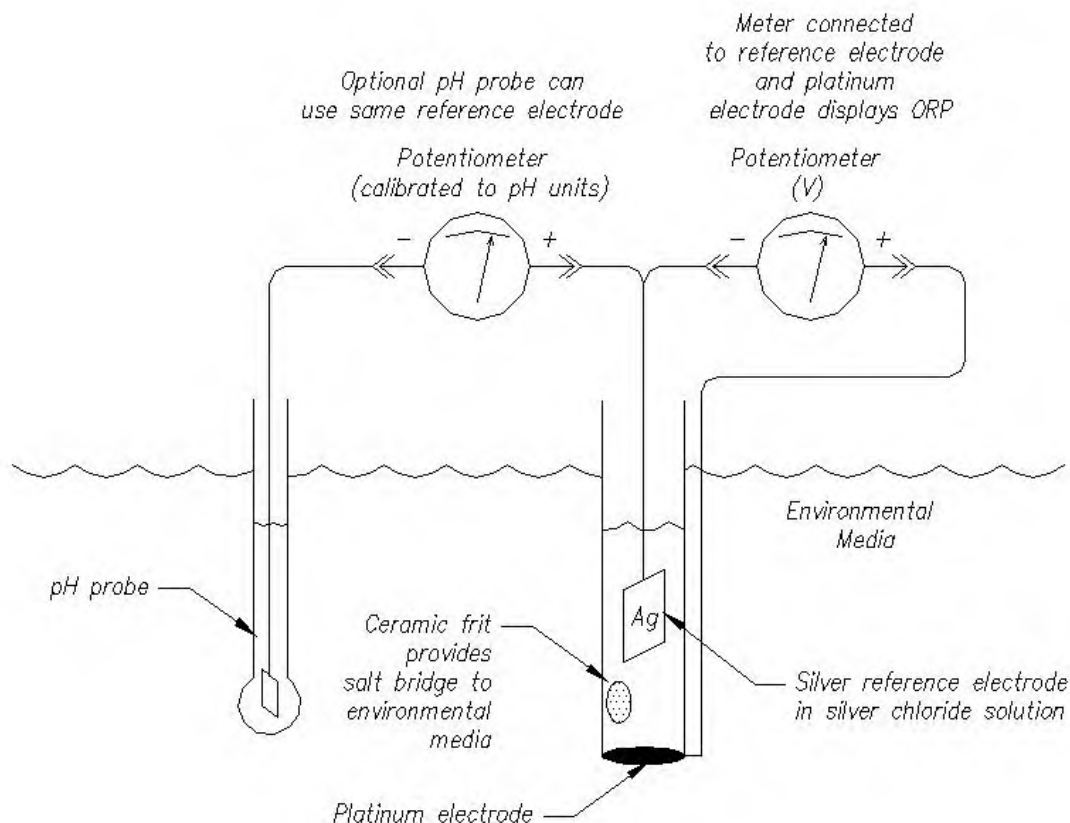 Meter connected
to reference electrode
and platinum
electrode displays ORP
Optional pH probe can
use same reference electrode
Potentiometer
(calibrated to pH units)
Potentiometer
(V)
- +
- +
Environmental
Media
pH probe
Ag
Ceramic frit
provides
salt bridge to
environmental
media
Silver reference electrode
in silver chloride solution
Platinum electrode